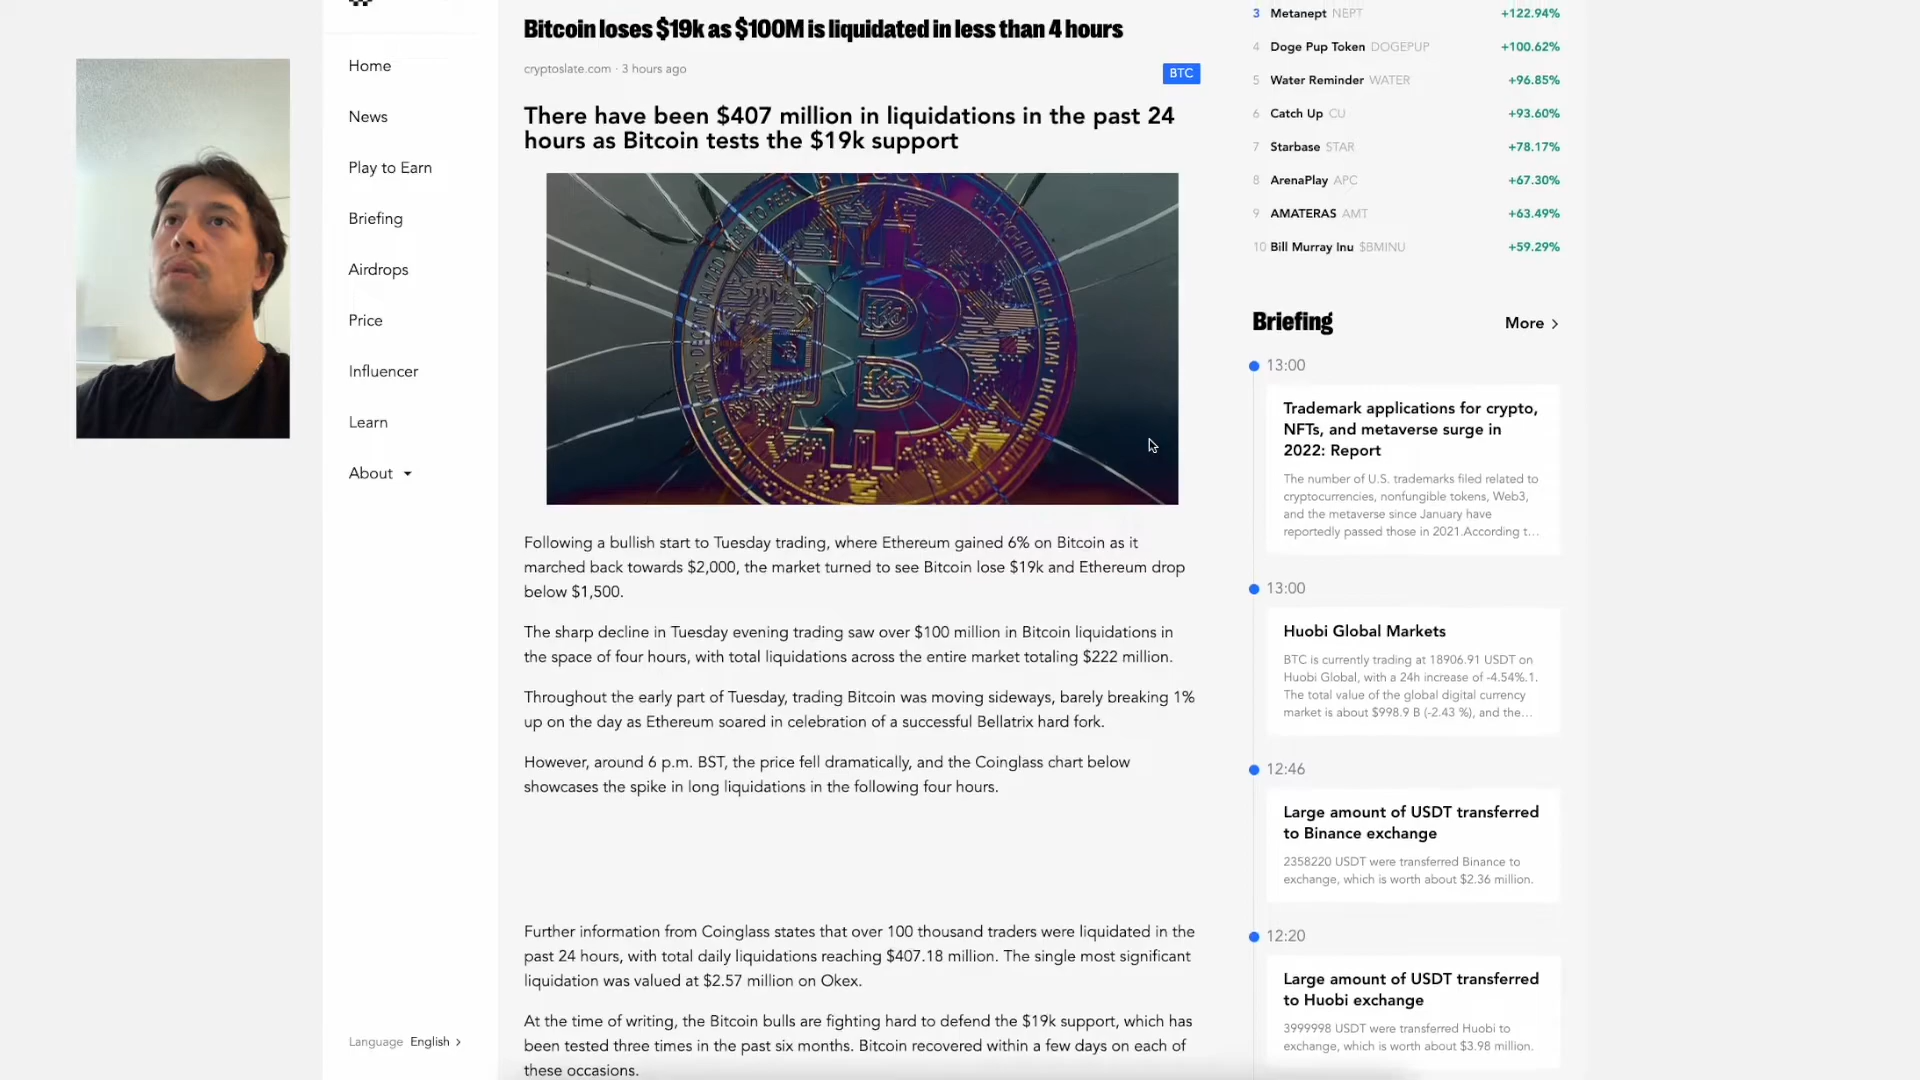 Home
News
Play to Earn
Briefing
Airdrops
Price
Influencer
Learn
About
Language English
Bitcoin loses $19k as $100M is liquidated in less than 4 hours
cryptoslate.com · 3 hours ago
BTC
There have been $407 million in liquidations in the past 24
hours as Bitcoin tests the $19k support
Following a bullish start to Tuesday trading, where Ethereum gained 6% on Bitcoin as it
marched back towards $2,000, the market turned to see Bitcoin lose $19k and Ethereum drop
below $1,500.
The sharp decline in Tuesday evening trading saw over $100 million in Bitcoin liquidations in
the space of four hours, with total liquidations across the entire market totaling $222 million.
Throughout the early part of Tuesday, trading Bitcoin was moving sideways, barely breaking 1%
up on the day as Ethereum soared in celebration of a successful Bellatrix hard fork.
However, around 6 p.m. BST, the price fell dramatically, and the Coinglass chart below
showcases the spike in long liquidations in the following four hours.
Further information from Coinglass states that over 100 thousand traders were liquidated in the
past 24 hours, with total daily liquidations reaching $407.18 million. The single most significant
liquidation was valued at $2.57 million on Okex.
At the time of writing, the Bitcoin bulls are fighting hard to defend the $19k support, which has
been tested three times in the past six months. Bitcoin recovered within a few days on each of
these occasions.
3 Metanept NEPT +122.94%
4 Doge Pup Token DOGEPUP +100.62%
5 Water Reminder WATER +96.85%
6 Catch Up CU +93.60%
7 Starbase STAR +78.17%
8 ArenaPlay APC +67.30%
9 AMATERAS AMT +63.49%
10 Bill Murray Inu $BMINU +59.29%
Briefing More
13:00
Trademark applications for crypto,
NFTs, and metaverse surge in
2022: Report
The number of U.S. trademarks filed related to
cryptocurrencies, nonfungible tokens, Web3,
and the metaverse since January have
reportedly passed those in 2021.According t...
13:00
Huobi Global Markets
BTC is currently trading at 18906.91 USDT on
Huobi Global, with a 24h increase of -4.54%.1.
The total value of the global digital currency
market is about $998.9 B (-2.43 %), and the...
12:46
Large amount of USDT transferred
to Binance exchange
2358220 USDT were transferred Binance to
exchange, which is worth about $2.36 million.
12:20
Large amount of USDT transferred
to Huobi exchange
3999998 USDT were transferred Huobi to
exchange, which is worth about $3.98 million.